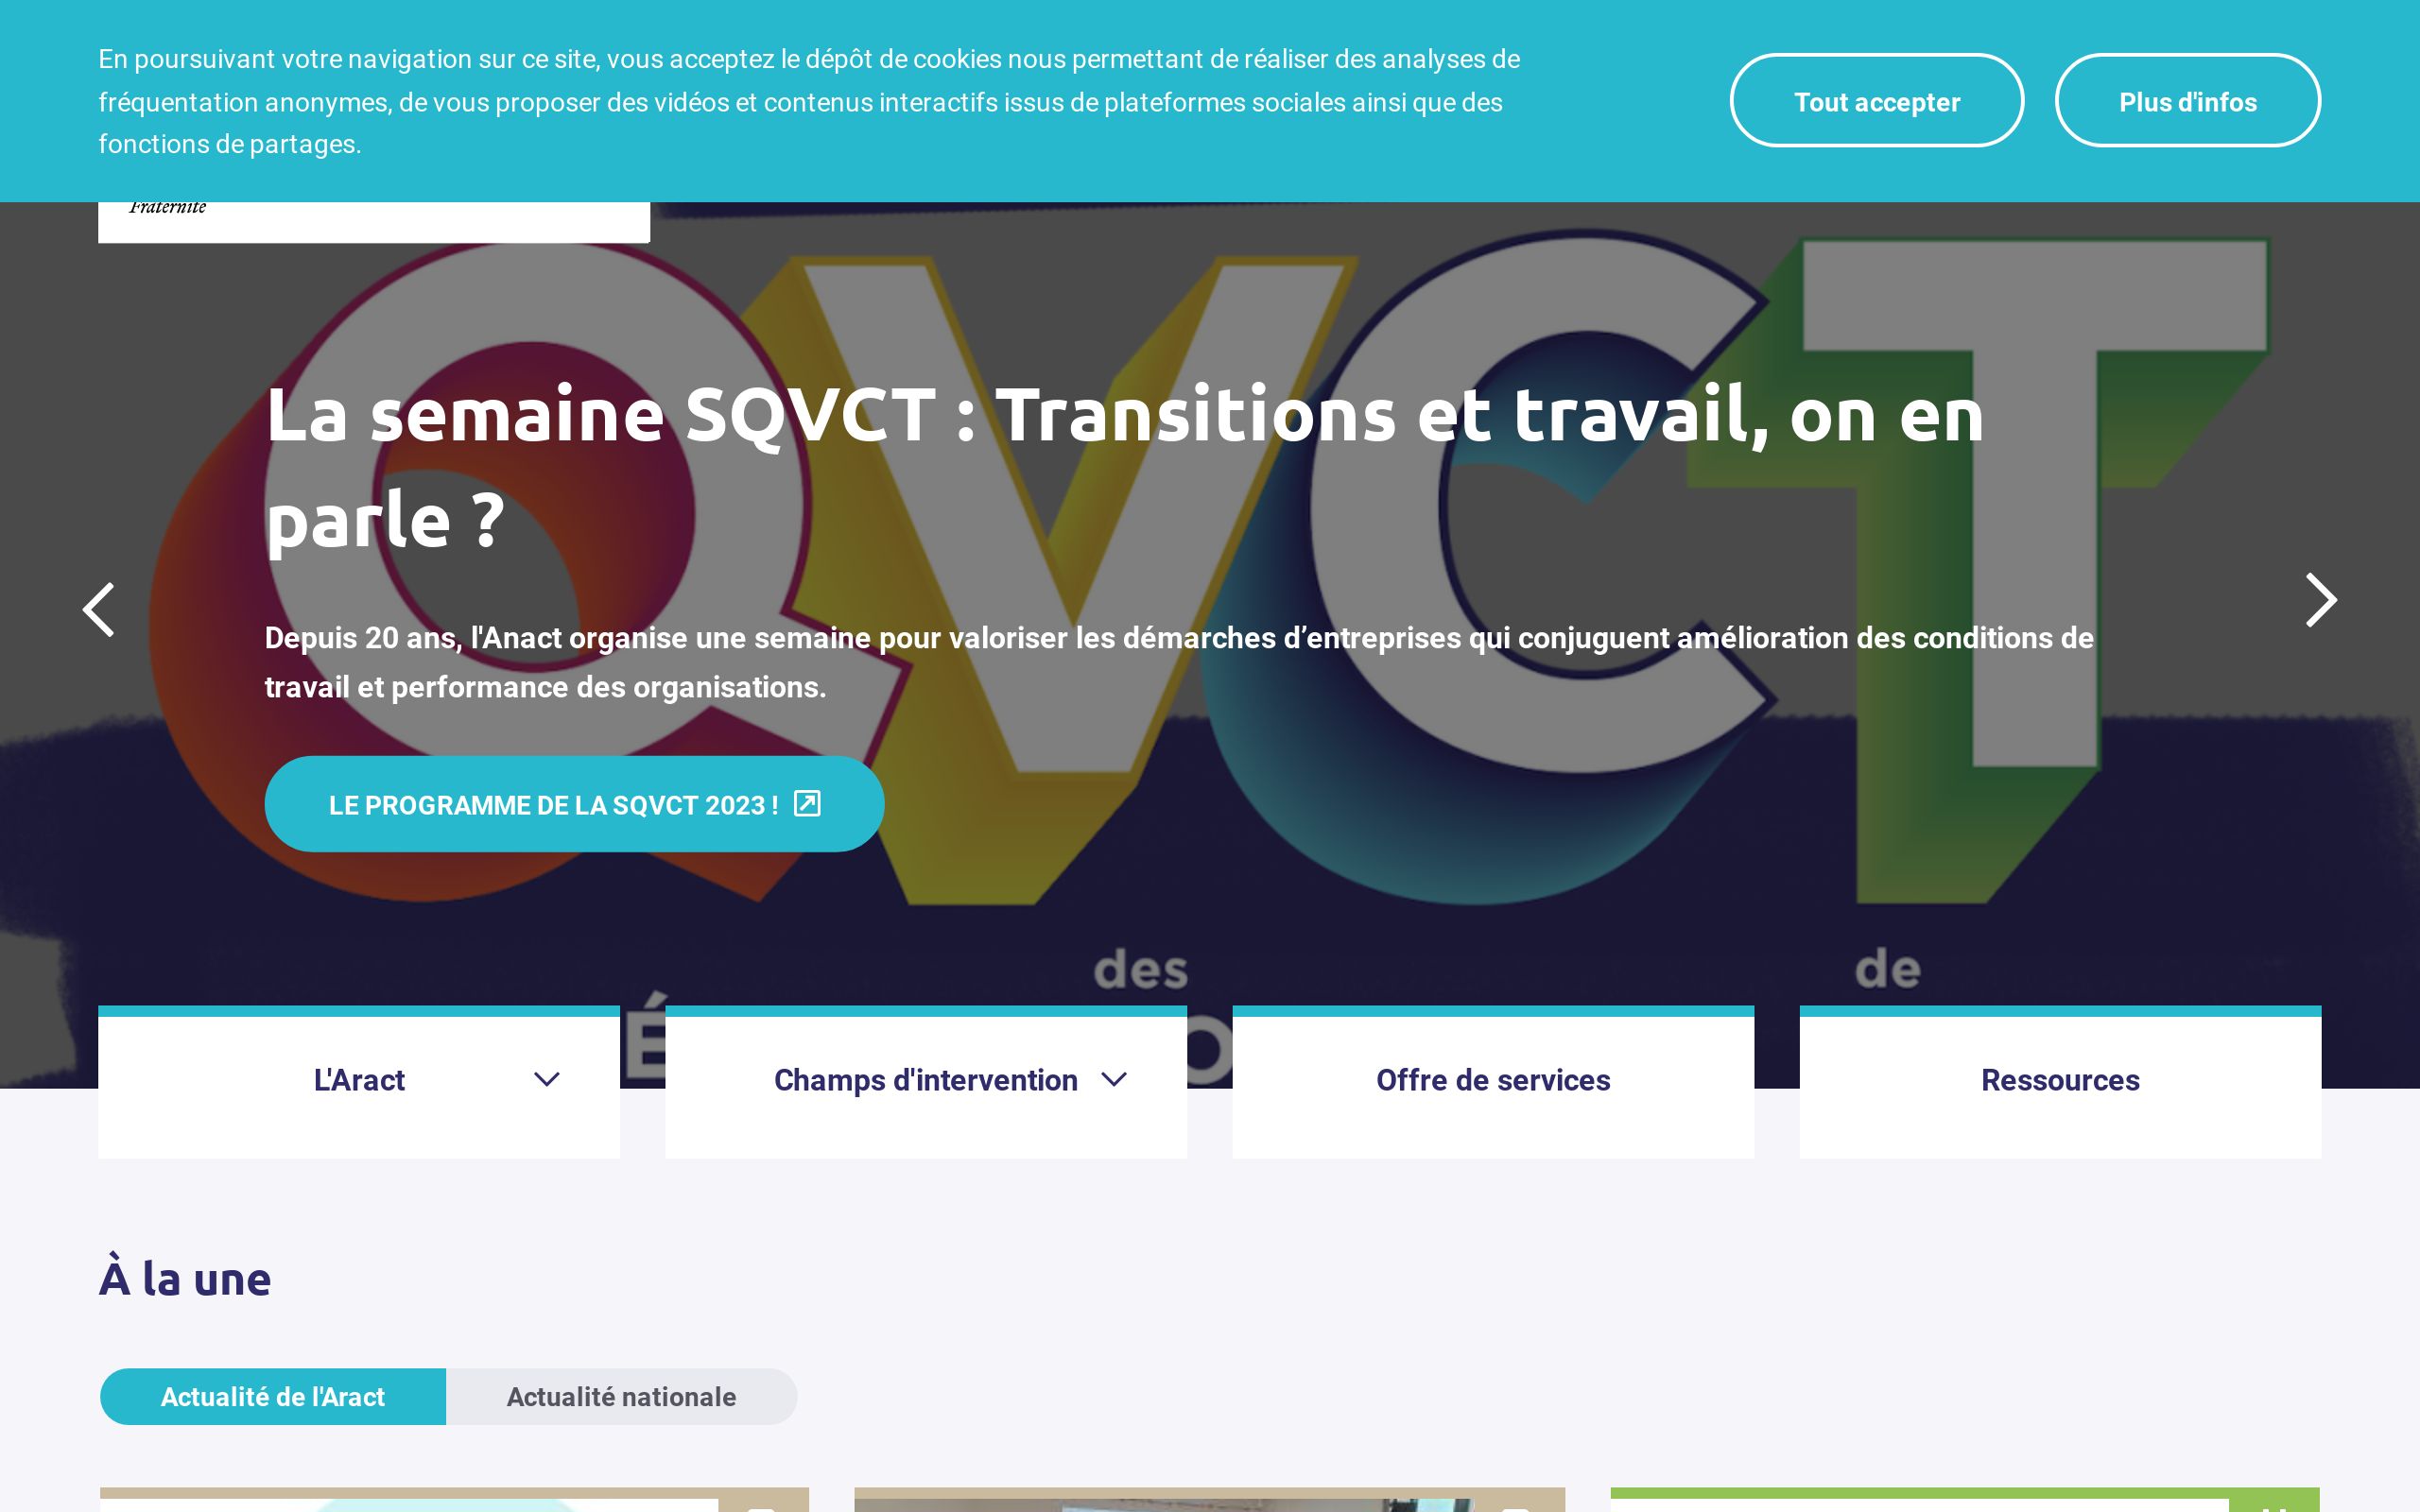 En poursuivant votre navigation sur ce site, vous acceptez le dépôt de cookies nous permettant de réaliser des analyses de
fréquentation anonymes, de vous proposer des vidéos et contenus interactifs issus de plateformes sociales ainsi que des
fonctions de partages.
Tout accepter
Plus d'infos
Fraternité
QVCT
La semaine SQVCT : Transitions et travail, on en
parle ?
Depuis 20 ans, l'Anact organise une semaine pour valoriser les démarches d’entreprises qui conjuguent amélioration des conditions de
travail et performance des organisations.
LE PROGRAMME DE LA SQVCT 2023 !
des
de
L'Aract
Champs d'intervention
Offre de services
Ressources
À la une
Actualité de l'Aract
Actualité nationale